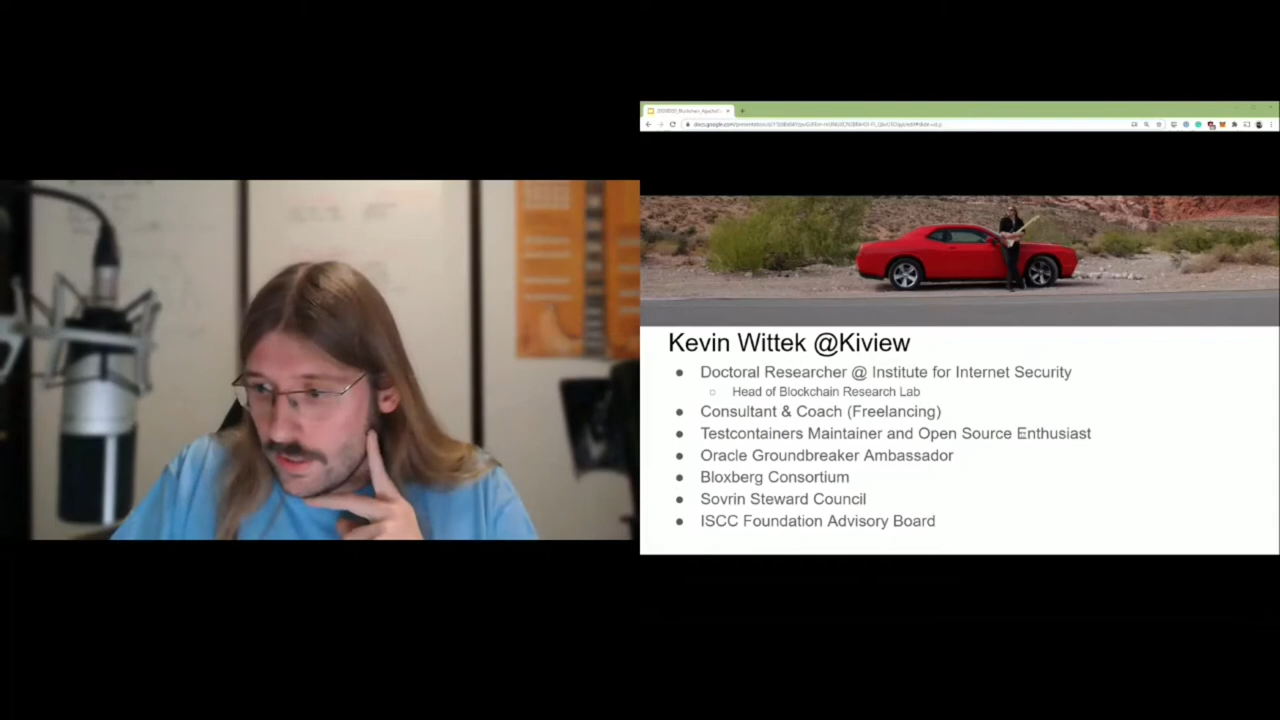 Kevin Wittek @Kiview
Doctoral Researcher @ Institute for Internet Security
Head of Blockchain Research Lab
Consultant & Coach (Freelancing)
Testcontainers Maintainer and Open Source Enthusiast
Oracle Groundbreaker Ambassador
Bloxberg Consortium
Sovrin Steward Council
ISCC Foundation Advisory Board